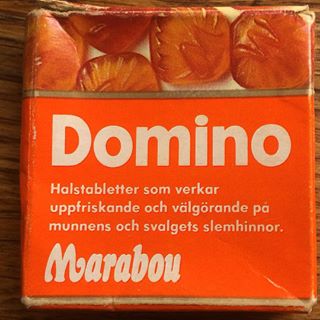 Domino
Halstabletter som verkar
uppfriskande och välgörande på
munnens och svalgets slemhinnor.
Marabou